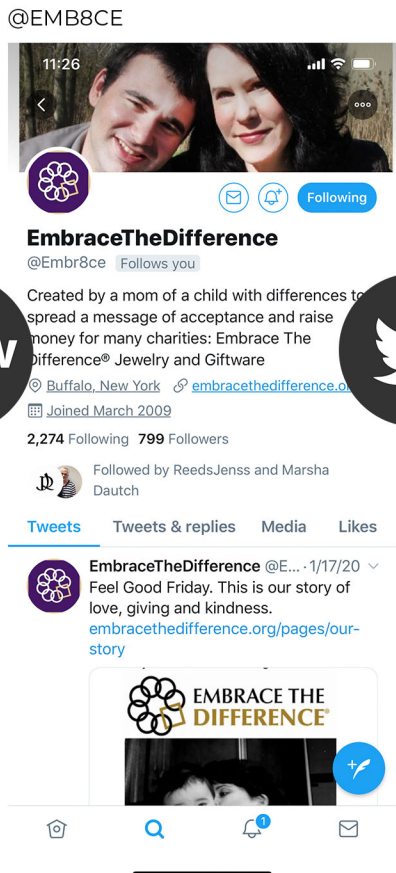 @EMB8CE
11:26
Following
EmbraceTheDifference
@Embr8ce Follows you
Created by a mom of a child with differences to
spread a message of acceptance and raise
money for many charities: Embrace The
Difference® Jewelry and Giftware
Buffalo, New York embracethedifference.o
Joined March 2009
2,274 Following 799 Followers
Followed by ReedsJenss and Marsha
Dautch
Tweets Tweets & replies Media Likes
EmbraceTheDifference @E... · 1/17/20
Feel Good Friday. This is our story of
love, giving and kindness.
embracethedifference.org/pages/our-
story
EMBRACE THE
DIFFERENCE®
1